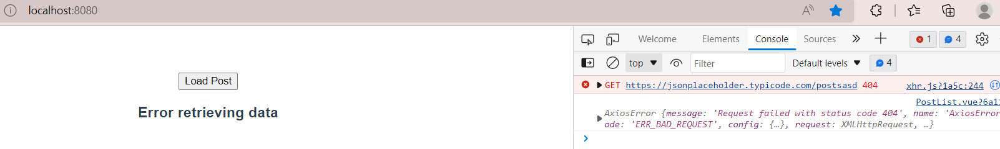 localhost:8080
Load Post
Error retrieving data
Welcome Elements Console Sources 1 4
top Filter Default levels 4
GET https://jsonplaceholder.typicode.com/postsasd 404 xhr.js?1a5c:244
PostList.vue?6a11
AxiosError {message: 'Request failed with status code 404', name: 'AxiosError
ode: 'ERR_BAD_REQUEST', config: {…}, request: XMLHttpRequest, …}